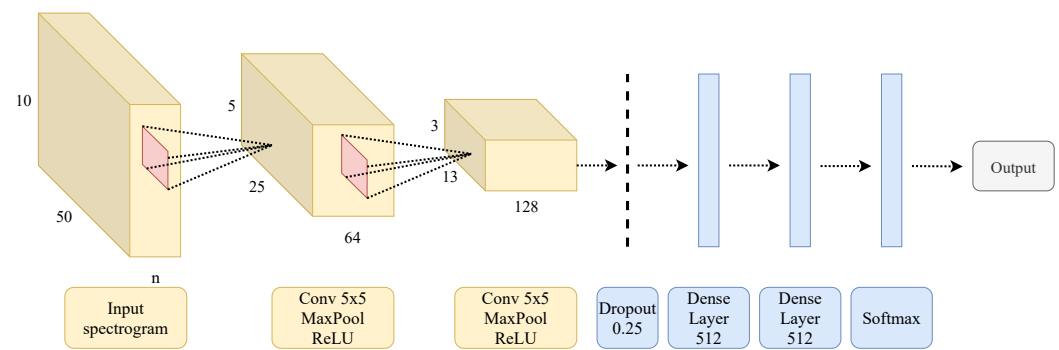 10
50
n
5
25
64
3
13
128
Output
Input
spectrogram
Conv 5x5
MaxPool
ReLU
Conv 5x5
MaxPool
ReLU
Dropout
0.25
Dense
Layer
512
Dense
Layer
512
Softmax